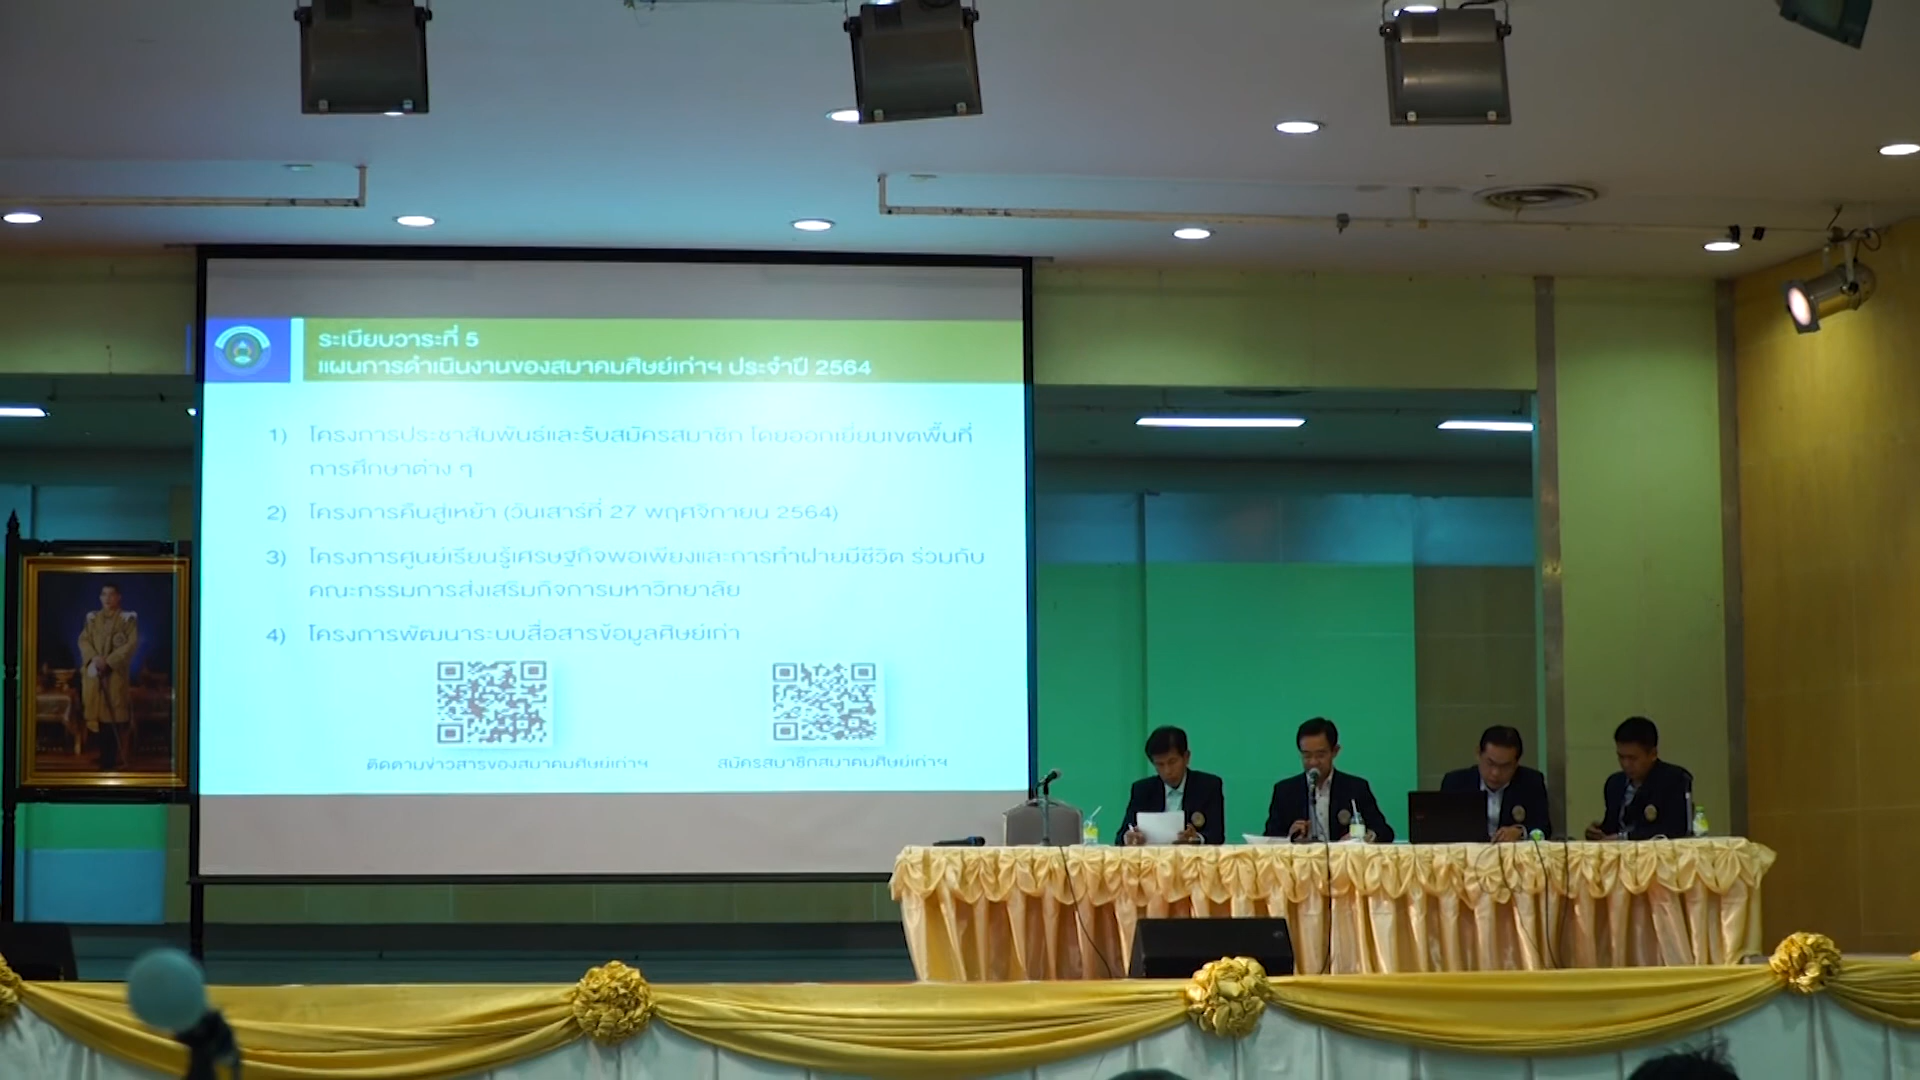 ระเบียบวาระที่ 5
แผนการดำเนินงานของสมาคมศิษย์เก่าฯ ประจำปี 2564
1) โครงการประชาสัมพันธ์และรับสมัครสมาชิก โดยออกเยี่ยมเขตพื้นที่
การศึกษาต่าง ๆ
2) โครงการคืนสู่เหย้า (วันเสาร์ที่ 27 พฤศจิกายน 2564)
3) โครงการศูนย์เรียนรู้เศรษฐกิจพอเพียงและการทำฝายมีชีวิต ร่วมกับ
คณะกรรมการส่งเสริมกิจการมหาวิทยาลัย
4) โครงการพัฒนาระบบสื่อสารข้อมูลศิษย์เก่า
ติดตามข่าวสารของสมาคมศิษย์เก่าฯ
สมัครสมาชิกสมาคมศิษย์เก่าฯ